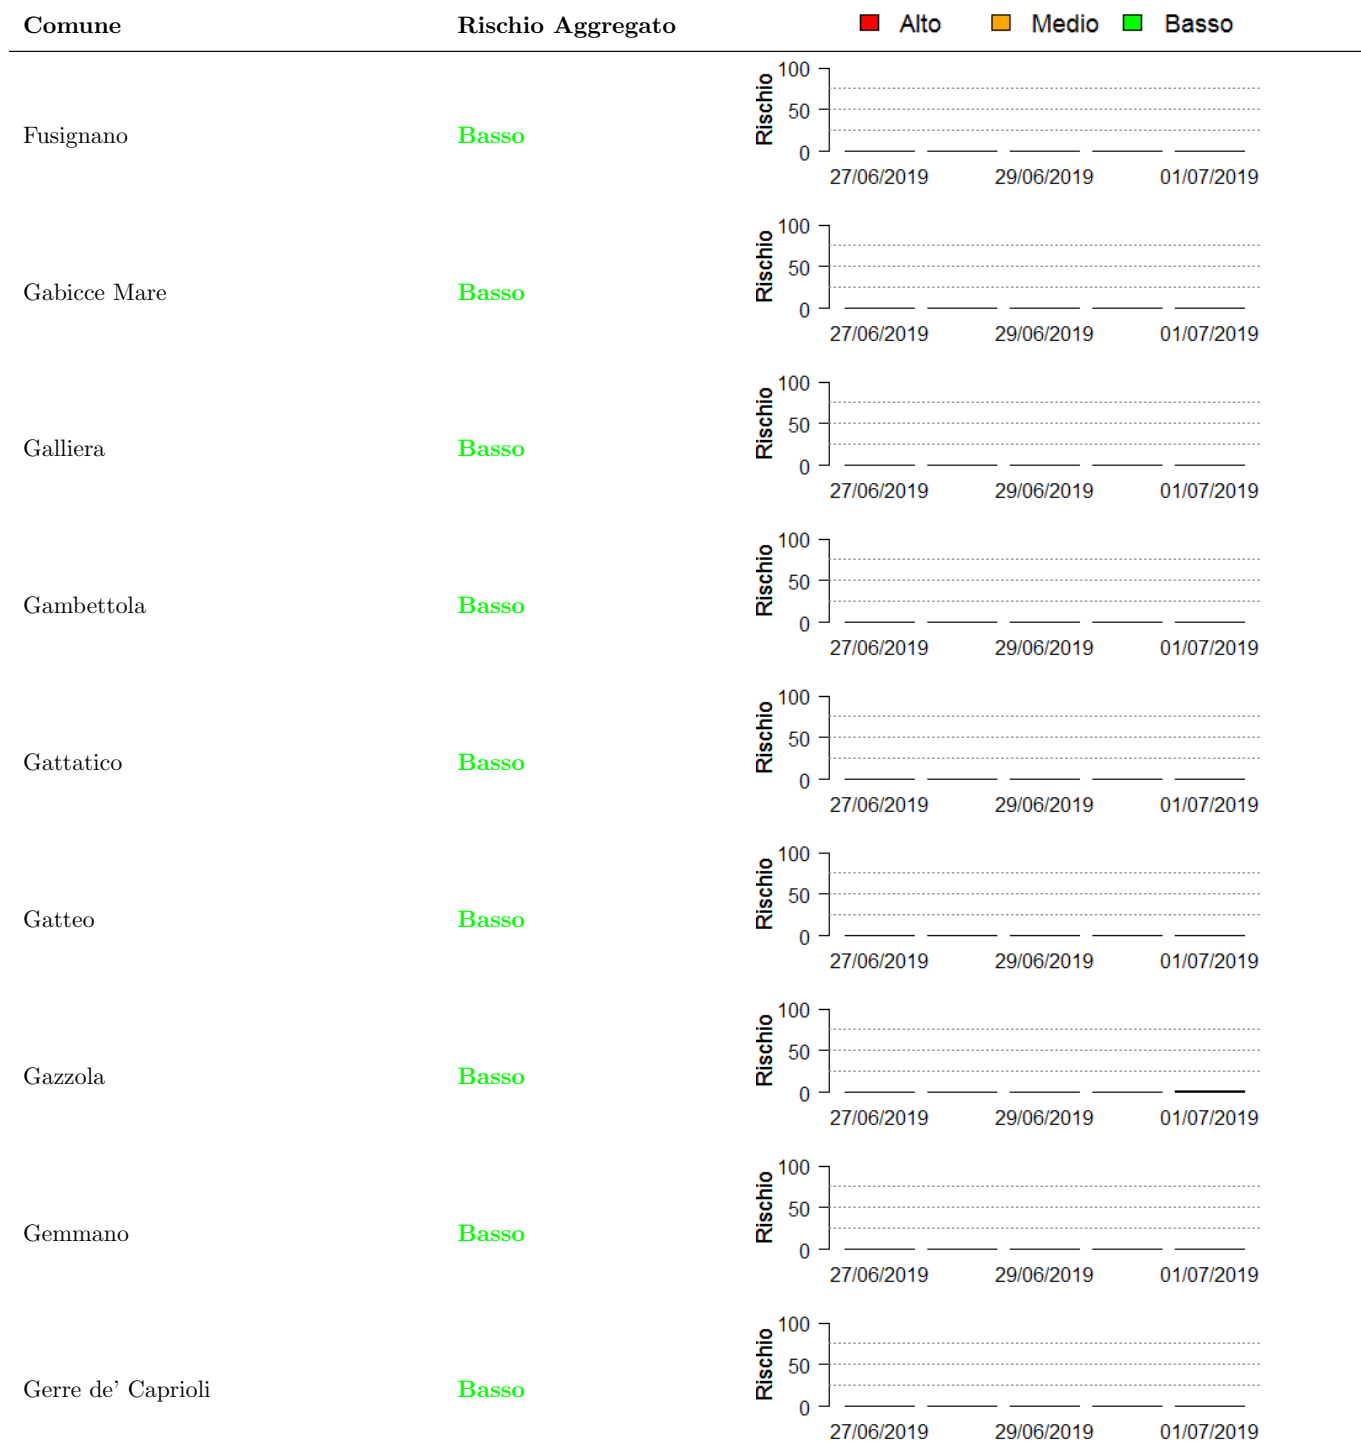 Comune Rischio Aggregato Alto Medio Basso
100
50
0
Rischio
Fusignano Basso
27/06/2019 29/06/2019 01/07/2019
100
50
0
Rischio
Gabicce Mare Basso
27/06/2019 29/06/2019 01/07/2019
100
50
0
Rischio
Galliera Basso
27/06/2019 29/06/2019 01/07/2019
100
50
0
Rischio
Gambettola Basso
27/06/2019 29/06/2019 01/07/2019
100
50
0
Rischio
Gattatico Basso
27/06/2019 29/06/2019 01/07/2019
100
50
0
Rischio
Gatteo Basso
27/06/2019 29/06/2019 01/07/2019
100
50
0
Rischio
Gazzola Basso
27/06/2019 29/06/2019 01/07/2019
100
50
0
Rischio
Gemmano Basso
27/06/2019 29/06/2019 01/07/2019
100
50
0
Rischio
Gerre de' Caprioli Basso
27/06/2019 29/06/2019 01/07/2019